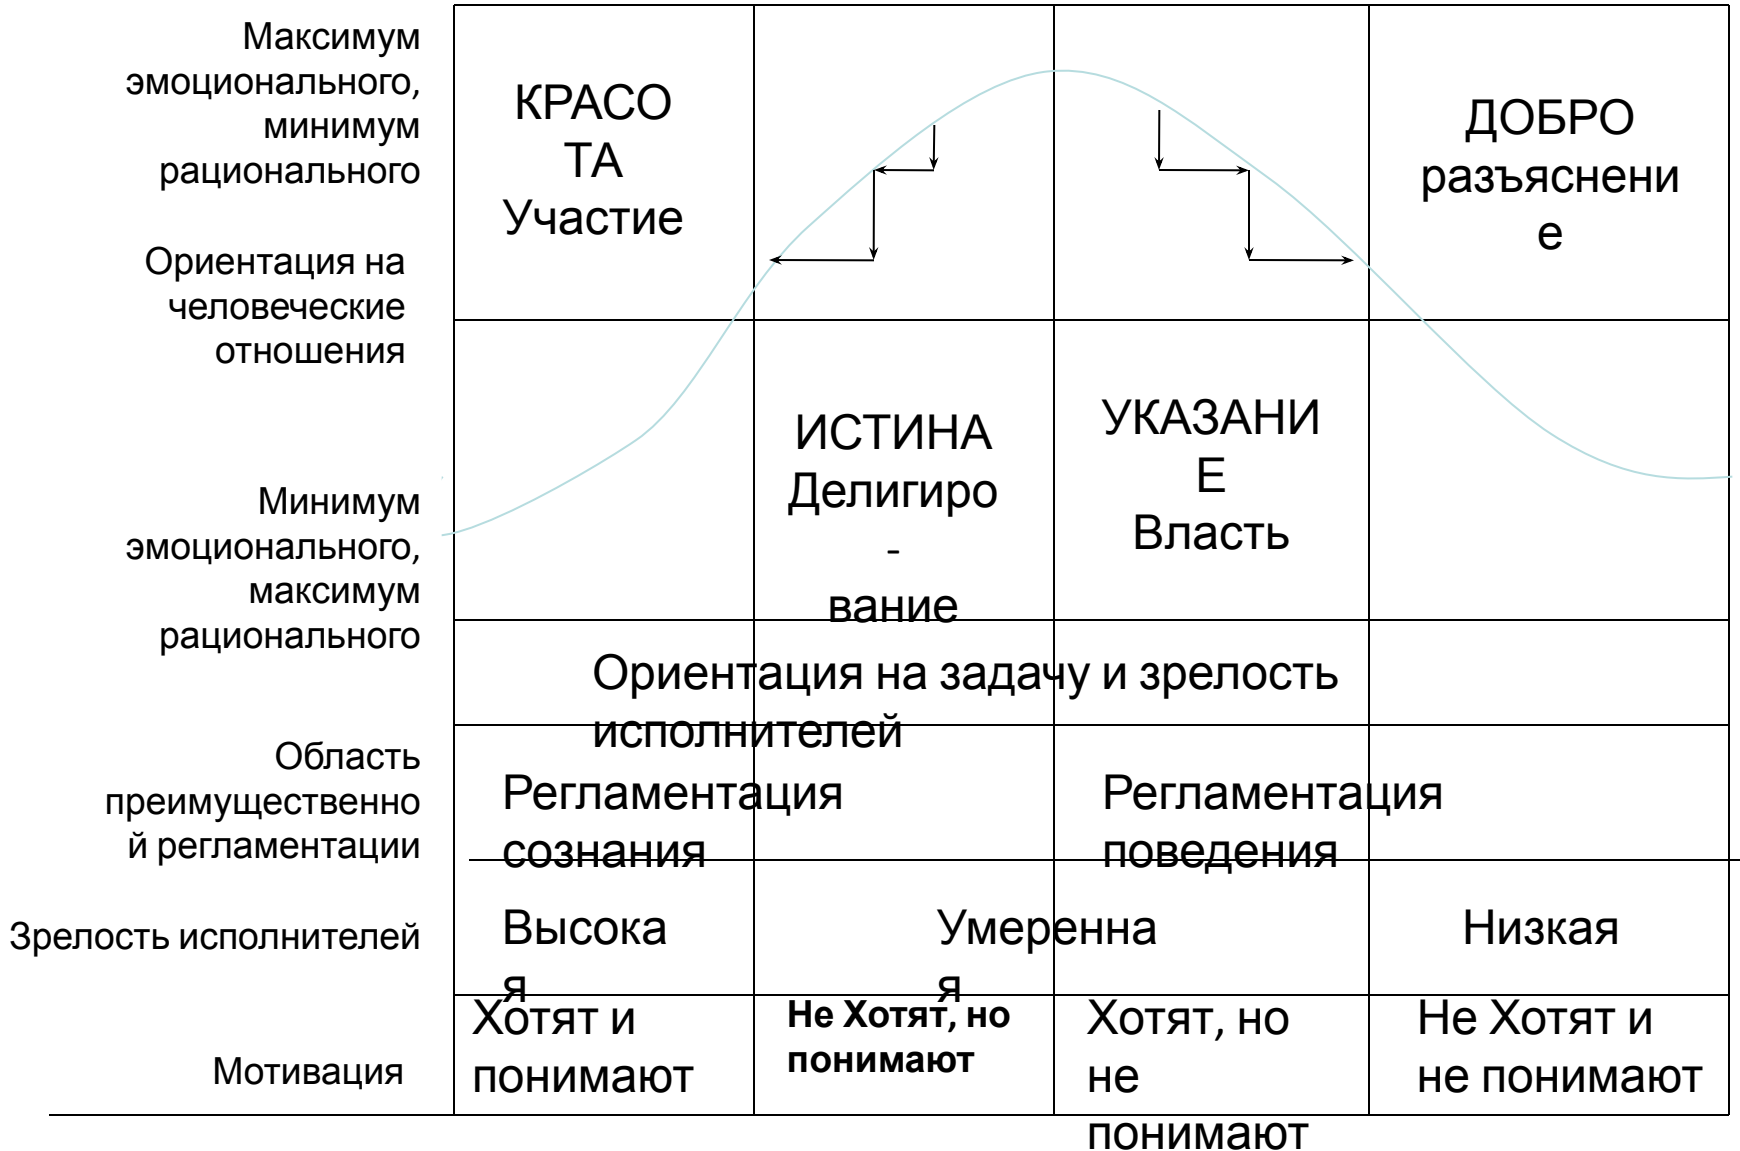 Максимум
эмоционального,
минимум
рационального
Ориентация на
человеческие
отношения
Минимум
эмоционального,
максимум
рационального
КРАСО
ТА
Участие
ДОБРО
разъяснени
е
ИСТИНА
Делигиро
-
вание
УКАЗАНИ
Е
Власть
Ориентация на задачу и зрелость
исполнителей
Область
преимущественно
й регламентации
Регламентация
сознания
Регламентация
поведения
Зрелость исполнителей
Высока
я
Умеренна
я
Низкая
Мотивация
Хотят и
понимают
Не Хотят, но
понимают
Хотят, но
не
понимают
Не Хотят и
не понимают